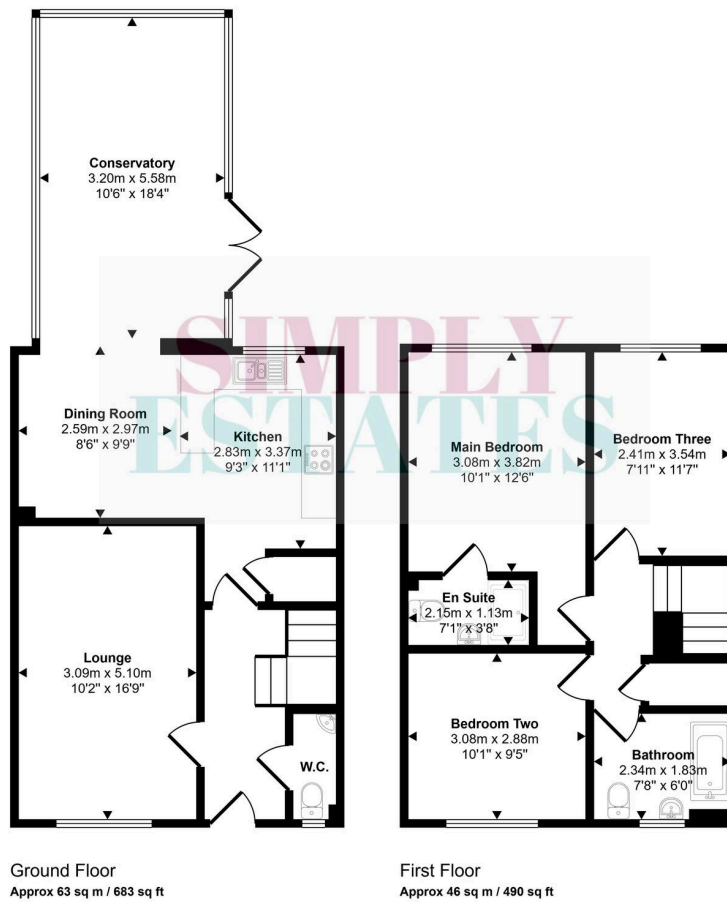 Conservatory
3.20m x 5.58m
10'6" x 18'4"
SIMPLY
ESTATES
Dining Room
2.59m x 2.97m
8'6" x 9'9"
Kitchen
2.83m x 3.37m
9'3" x 11'1"
Lounge
3.09m x 5.10m
10'2" x 16'9"
W.C.
Main Bedroom
3.08m x 3.82m
10'1" x 12'6"
Bedroom Three
2.41m x 3.54m
7'11" x 11'7"
En Suite
2.15m x 1.13m
7'1" x 3'8"
Bedroom Two
3.08m x 2.88m
10'1" x 9'5"
Bathroom
2.34m x 1.83m
7'8" x 6'0"
Ground Floor
Approx 63 sq m / 683 sq ft
First Floor
Approx 46 sq m / 490 sq ft